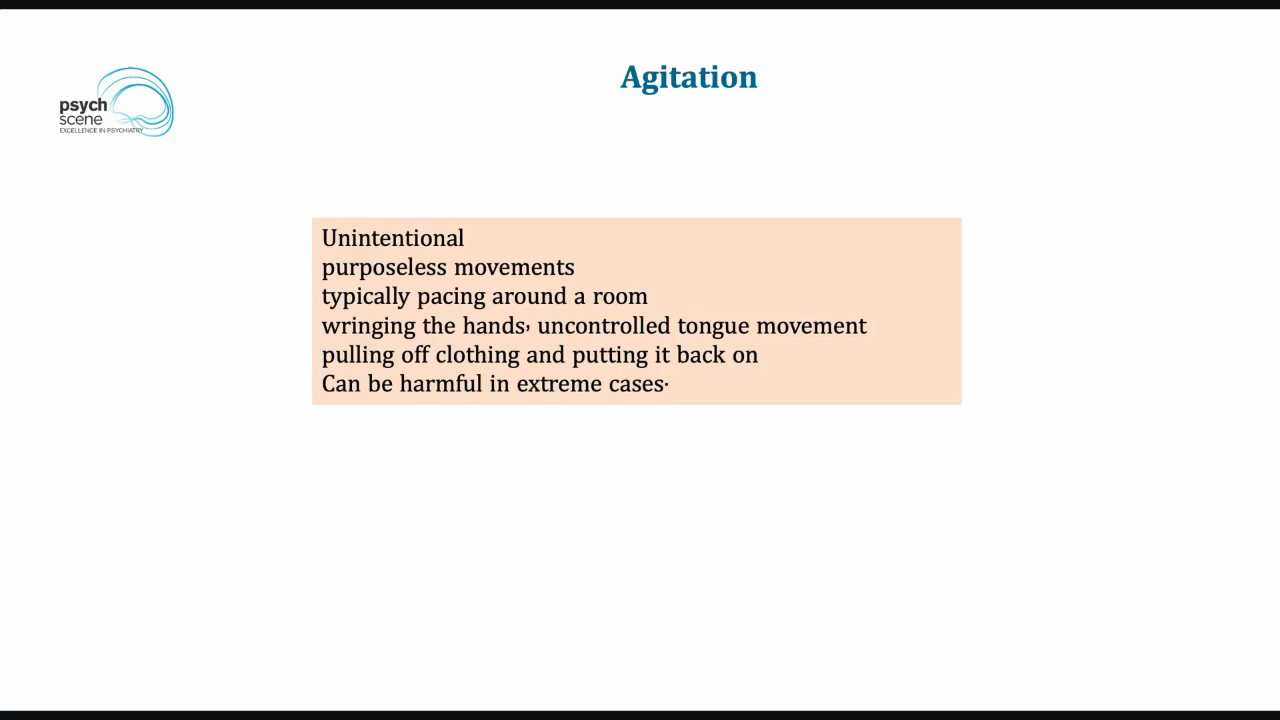 Agitation
psych
scene
EXCELLENCE IN PSYCHIATRY
Unintentional
purposeless movements
typically pacing around a room
wringing the hands, uncontrolled tongue movement
pulling off clothing and putting it back on
Can be harmful in extreme cases.